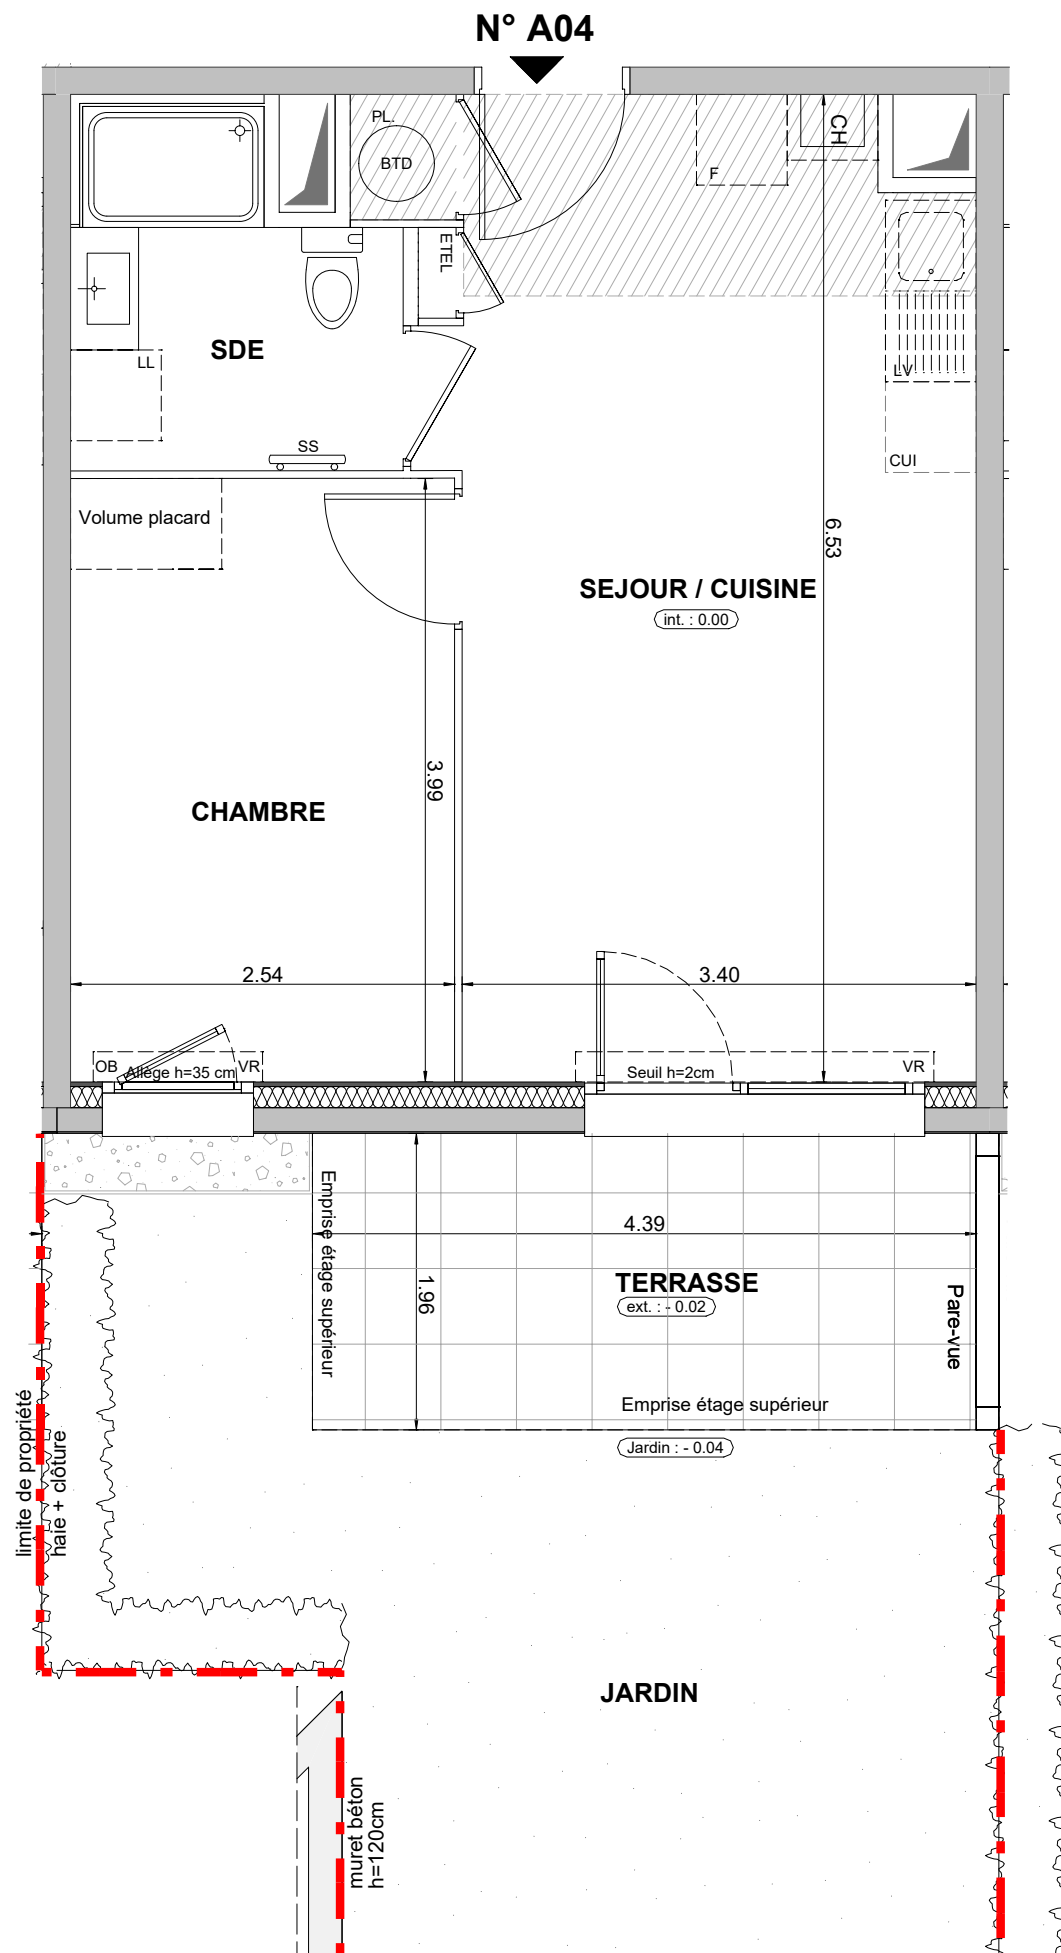 N° A04
PL.
BTD
F
CH
ETEL
SDE
LL
LV
SS
CUI
Volume placard
6.53
SEJOUR / CUISINE
int. : 0.00
3.99
CHAMBRE
2.54
3.40
OB
Allège h=35 cm
VR
Seuil h=2cm
VR
Emprise étage supérieur
4.39
1.96
TERRASSE
ext. : - 0.02
Pare-vue
Emprise étage supérieur
Jardin : - 0.04
limite de propriété
haie + clôture
JARDIN
muret béton
h=120cm